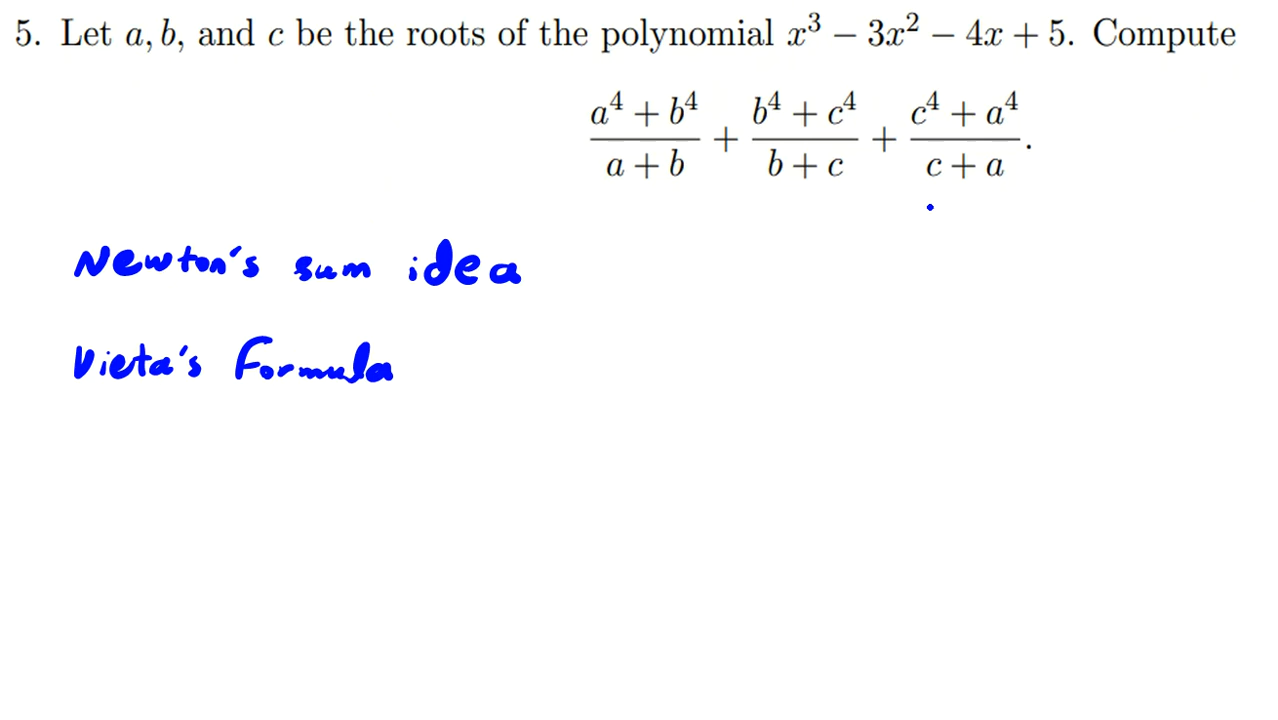 5. Let a, b, and c be the roots of the polynomial x³ − 3x² − 4x + 5. Compute
(a⁴ + b⁴)/(a + b) + (b⁴ + c⁴)/(b + c) + (c⁴ + a⁴)/(c + a).
Newton's sum idea
Vieta's Formula